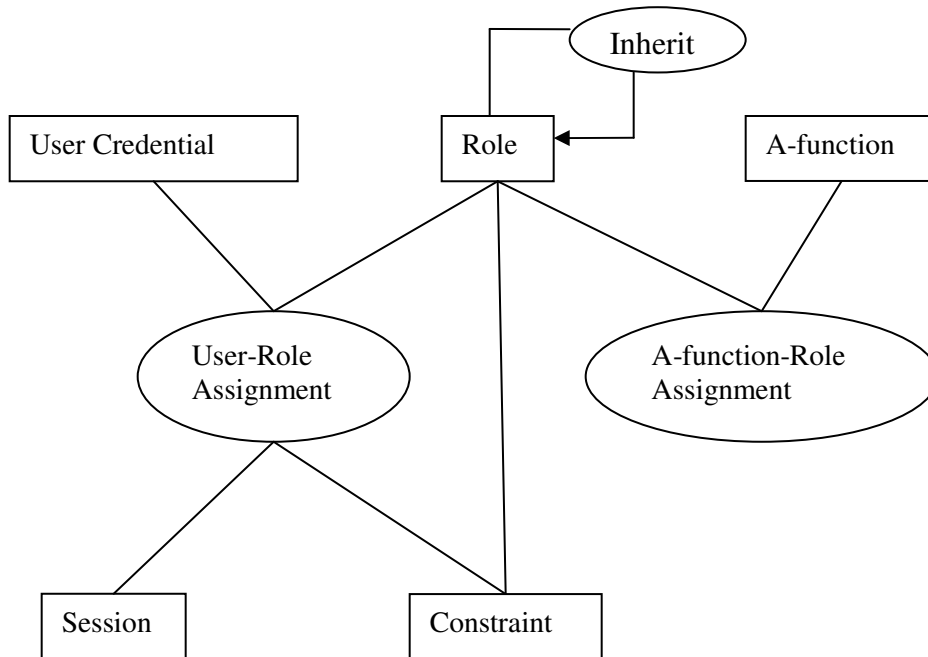 Inherit
User Credential
Role
A-function
User-Role
Assignment
A-function-Role
Assignment
Session
Constraint